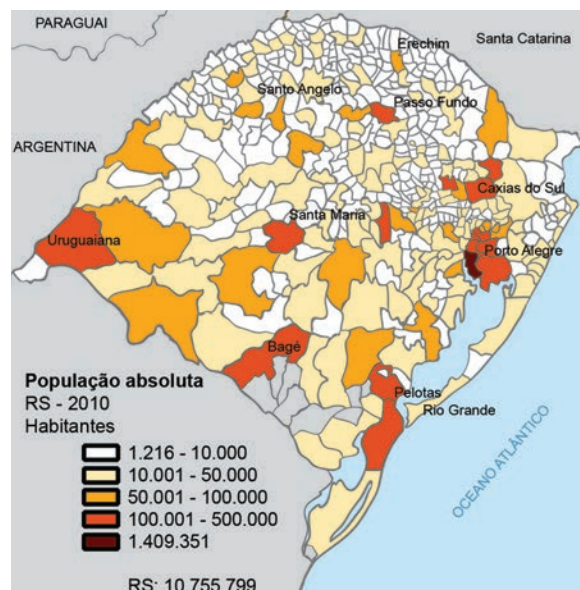 PARAGUAI
Santa Catarina
Erechim
Santo Angelo
Passo Fundo
ARGENTINA
Caxias do Sul
Santa Maria
Uruguaiana
Porto Alegre
Bagé
Pelotas
Rio Grande
OCEANO ATLÂNTICO
População absoluta
RS - 2010
Habitantes
1.216 - 10.000
10.001 - 50.000
50.001 - 100.000
100.001 - 500.000
1.409.351
RS: 10.755.799